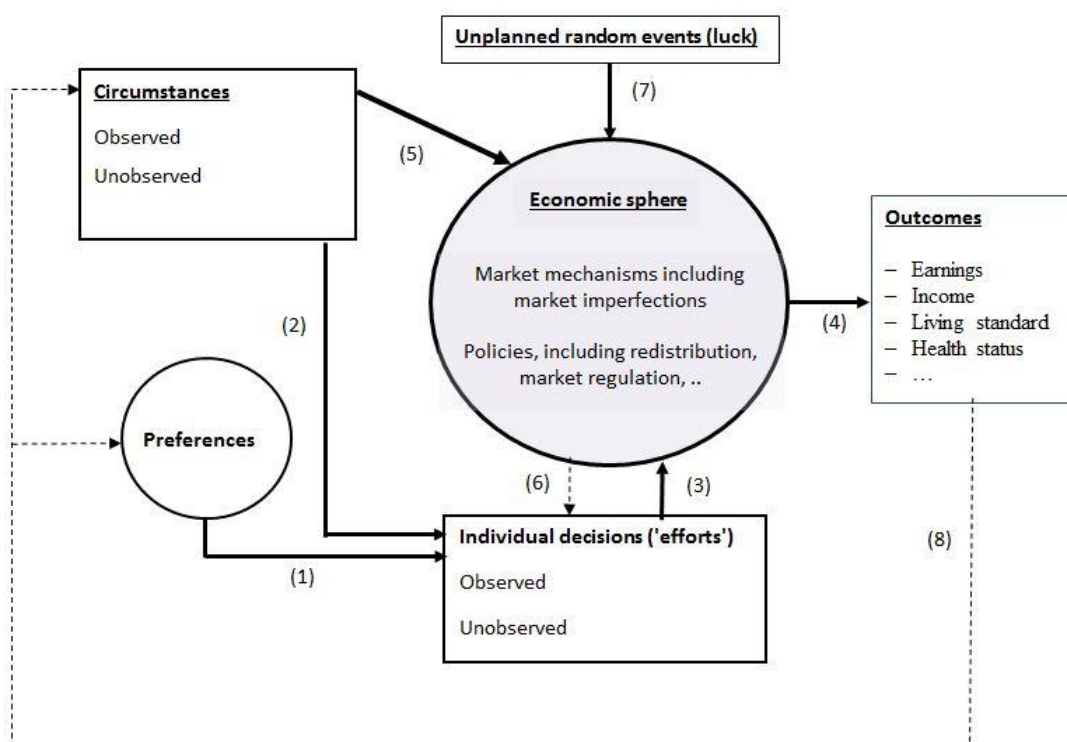 Unplanned random events (luck)
(7)
Circumstances
Observed
Unobserved
(5)
Economic sphere
Market mechanisms including
market imperfections
Policies, including redistribution,
market regulation, ..
(4)
Outcomes
– Earnings
– Income
– Living standard
– Health status
– …
(2)
Preferences
(1)
(6)
(3)
Individual decisions ('efforts')
Observed
Unobserved
(8)